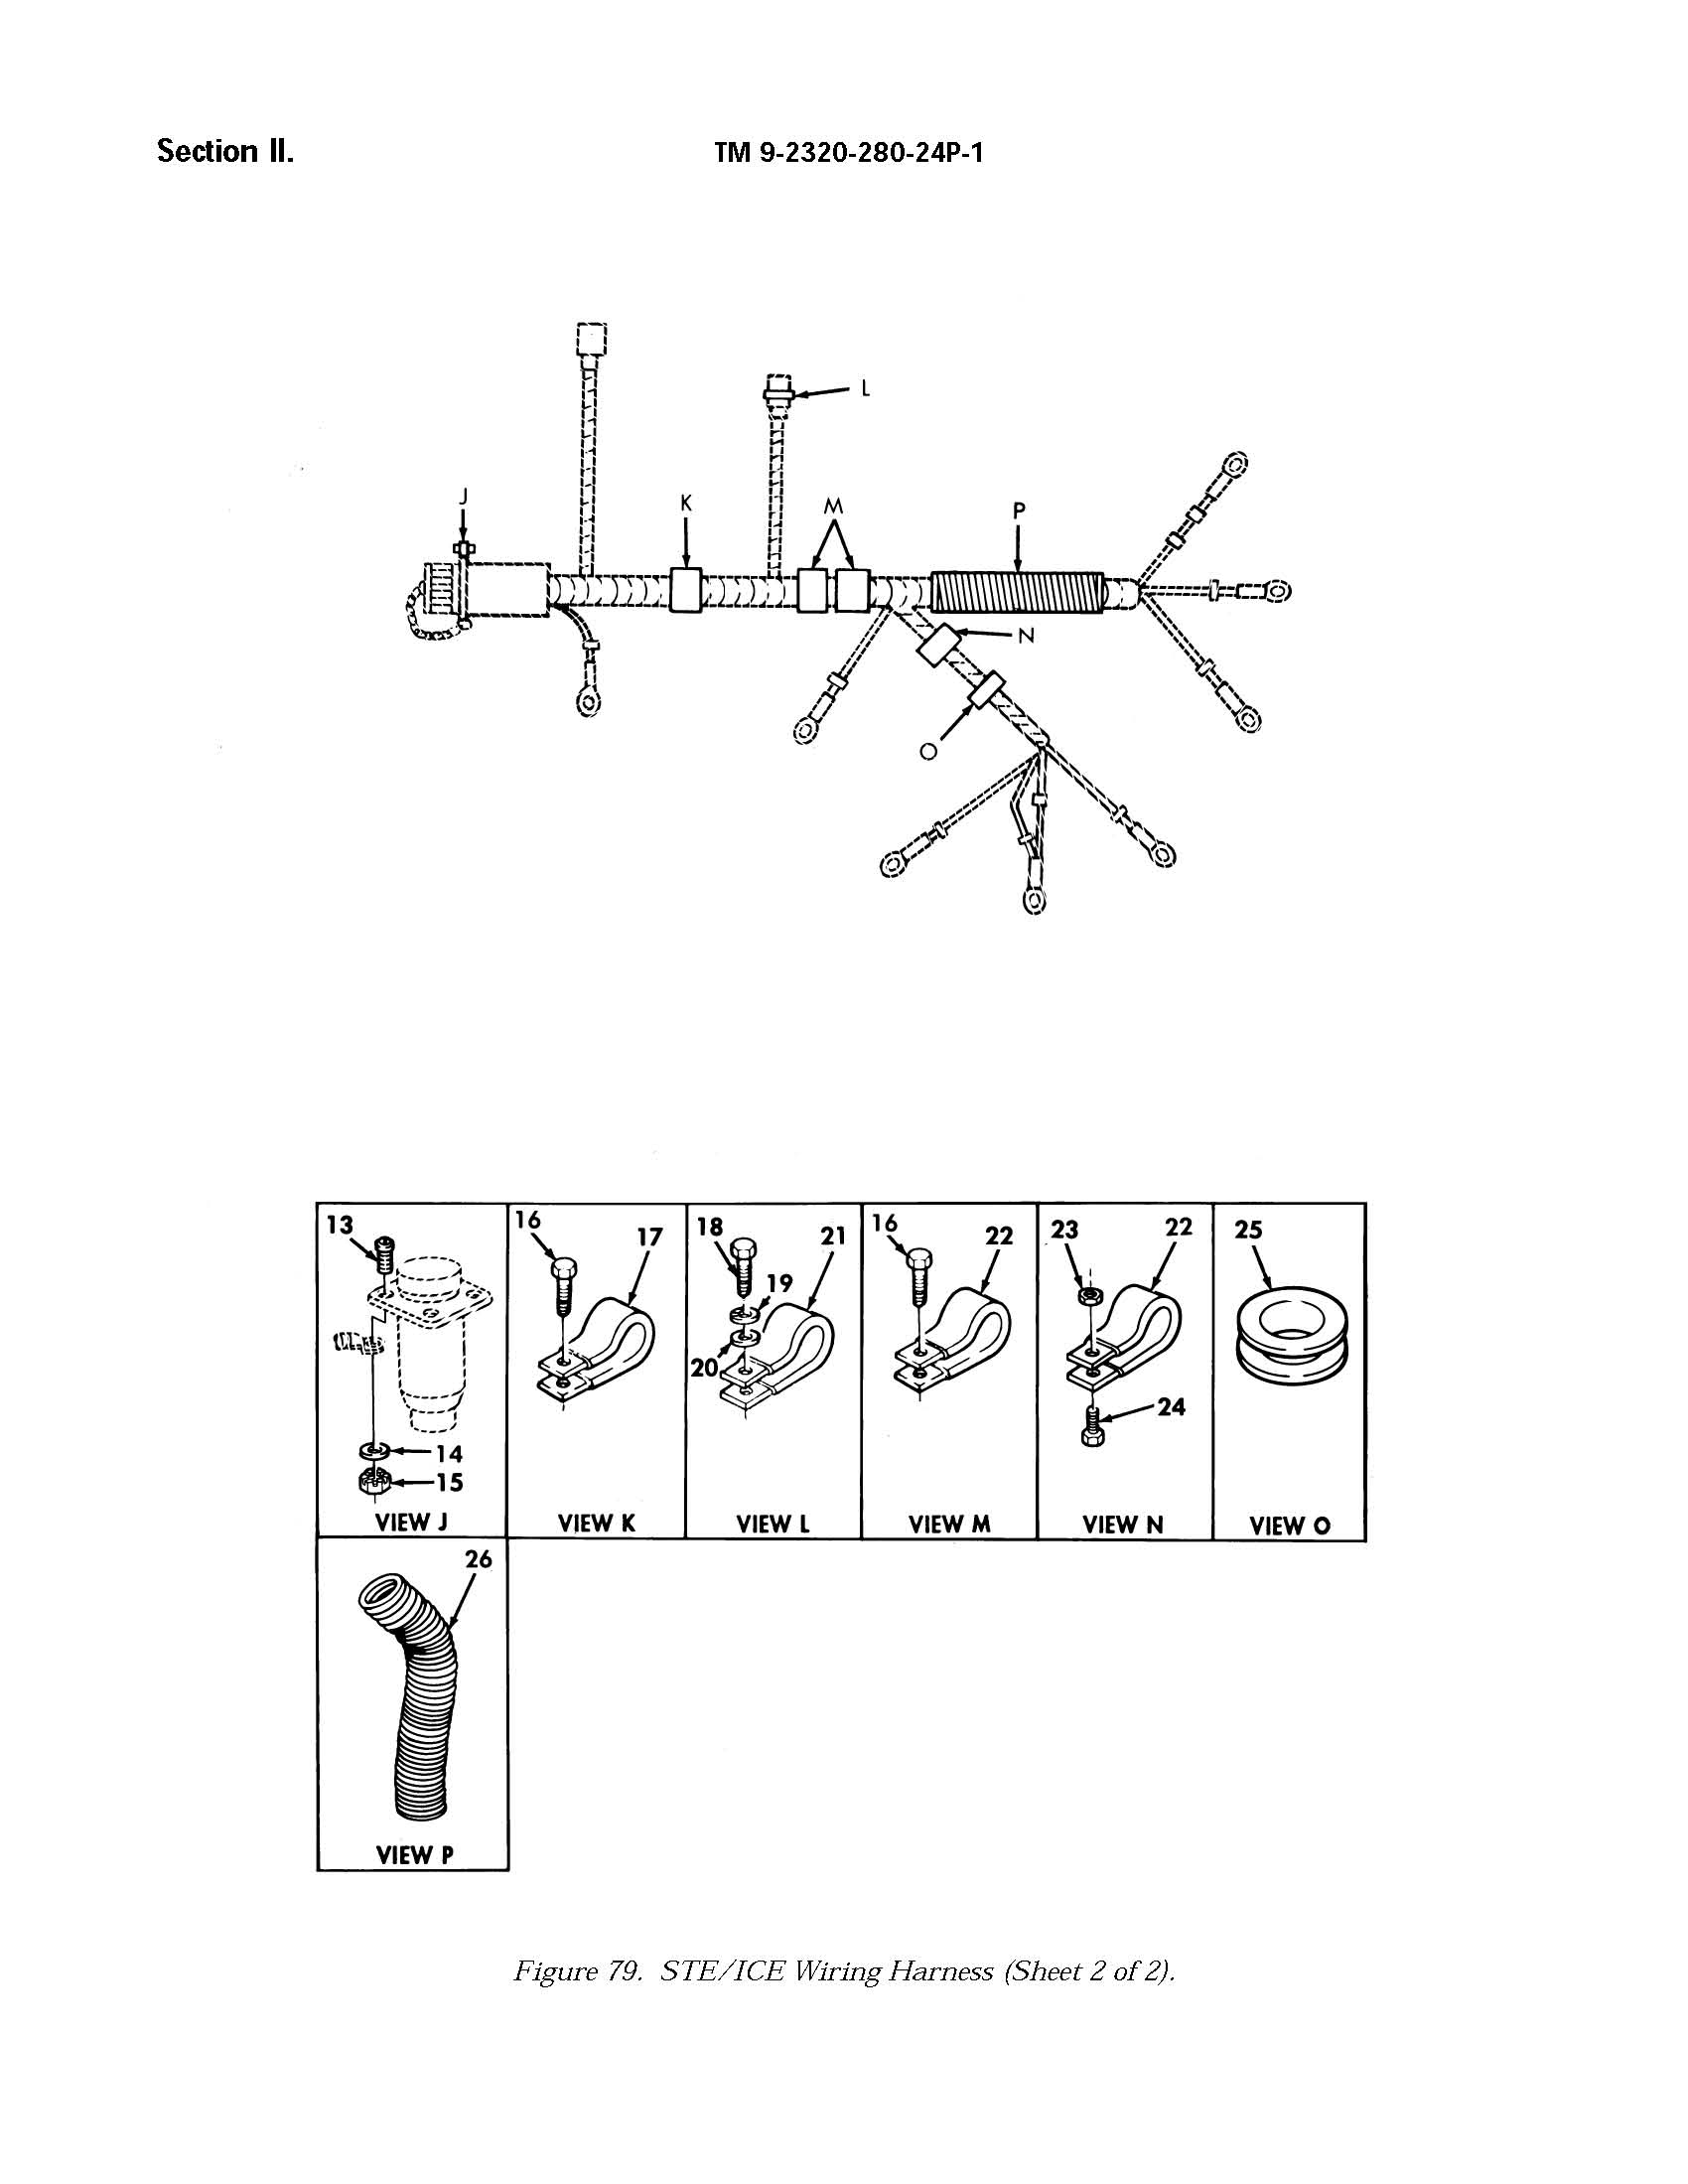 Section II.
TM 9-2320-280-24P-1
L
J
K
M
P
N
O
13
14
15
VIEW J
16
17
VIEW K
18
19
20
21
VIEW L
16
22
VIEW M
23
22
24
VIEW N
25
VIEW O
26
VIEW P
Figure 79. STE/ICE Wiring Harness (Sheet 2 of 2).